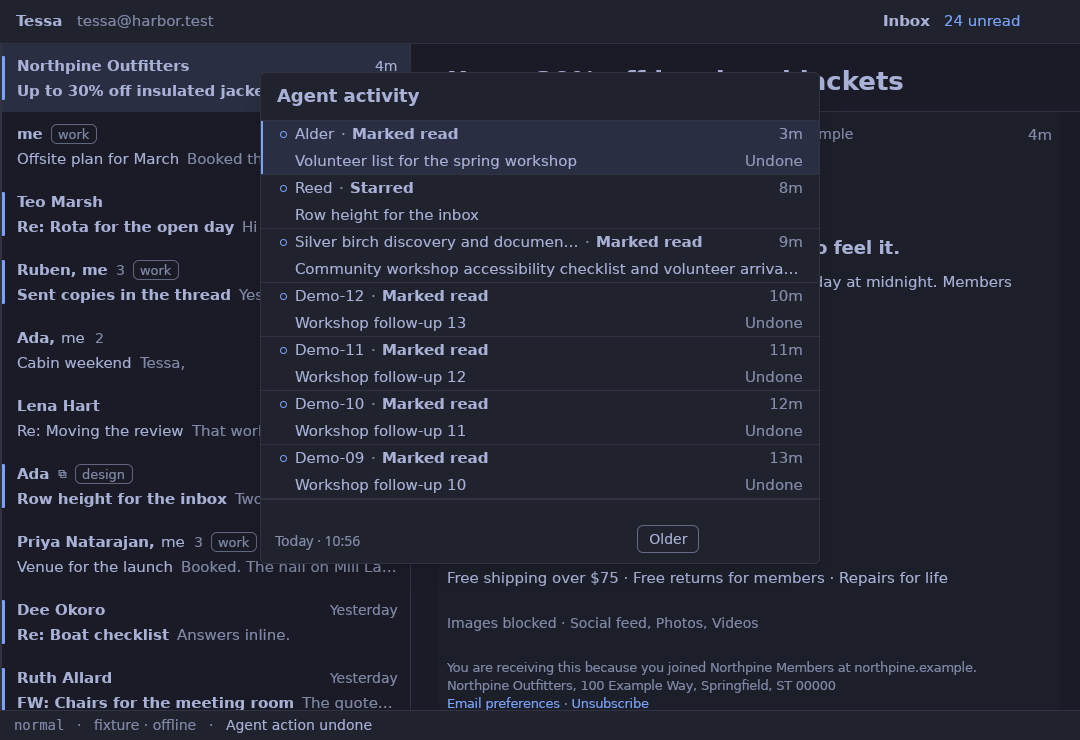 Tessa tessa@harbor.test Inbox 24 unread
Northpine Outfitters 4m
Up to 30% off insulated jacke
me work
Offsite plan for March Booked th
Teo Marsh
Re: Rota for the open day Hi
Ruben, me 3 work
Sent copies in the thread Yes
Ada, me 2
Cabin weekend Tessa,
Lena Hart
Re: Moving the review That worl
Ada design
Row height for the inbox Two
Priya Natarajan, me 3 work
Venue for the launch Booked. The hall on Mill La…
Dee Okoro Yesterday
Re: Boat checklist Answers inline.
Ruth Allard Yesterday
FW: Chairs for the meeting room The quote…
Agent activity
Alder · Marked read 3m
Volunteer list for the spring workshop Undone
Reed · Starred 8m
Row height for the inbox
Silver birch discovery and documen… · Marked read 9m
Community workshop accessibility checklist and volunteer arriva…
Demo-12 · Marked read 10m
Workshop follow-up 13 Undone
Demo-11 · Marked read 11m
Workshop follow-up 12 Undone
Demo-10 · Marked read 12m
Workshop follow-up 11 Undone
Demo-09 · Marked read 13m
Workshop follow-up 10 Undone
Today · 10:56 Older
ackets
mple 4m
o feel it.
day at midnight. Members
Free shipping over $75 · Free returns for members · Repairs for life
Images blocked · Social feed, Photos, Videos
You are receiving this because you joined Northpine Members at northpine.example.
Northpine Outfitters, 100 Example Way, Springfield, ST 00000
Email preferences · Unsubscribe
normal · fixture · offline · Agent action undone